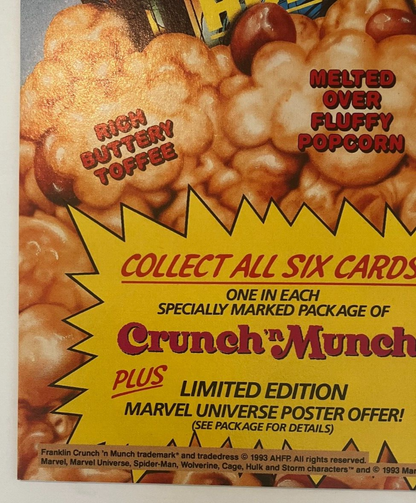 RICH
BUTTERY
TOFFEE
MELTED
OVER
FLUFFY
POPCORN
COLLECT ALL SIX CARDS
ONE IN EACH
SPECIALLY MARKED PACKAGE OF
Crunch 'n Munch
PLUS
LIMITED EDITION
MARVEL UNIVERSE POSTER OFFER!
(SEE PACKAGE FOR DETAILS)
Franklin Crunch 'n Munch trademark® and tradedress © 1993 AHFP. All rights reserved.
Marvel, Marvel Universe, Spider-Man, Wolverine, Cage, Hulk and Storm characters™ and © 1993 Mar